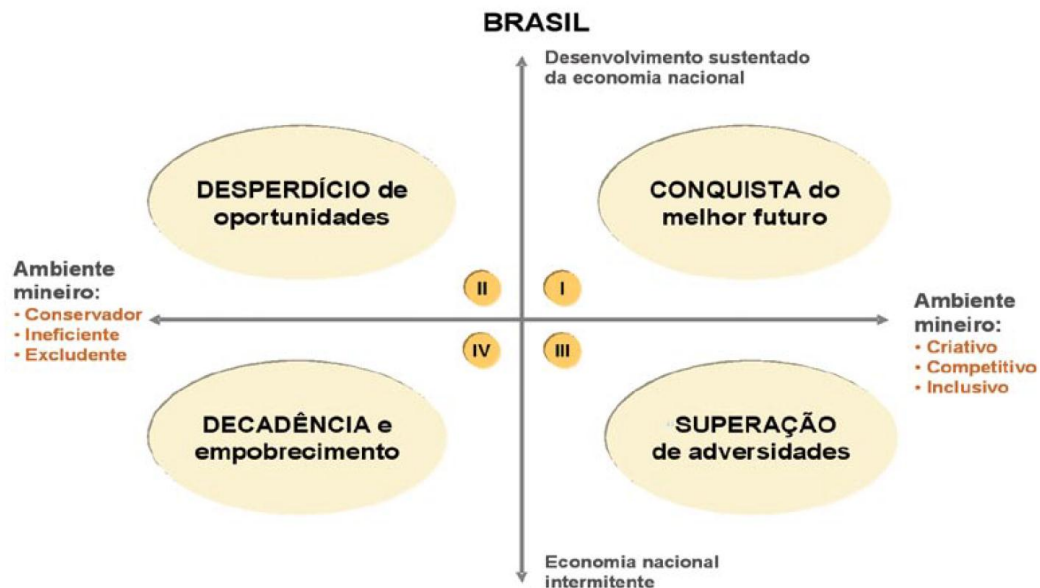 BRASIL
Desenvolvimento sustentado
da economia nacional
DESPERDÍCIO de
oportunidades
CONQUISTA do
melhor futuro
Ambiente
mineiro:
• Conservador
• Ineficiente
• Excludente
II
I
IV
III
Ambiente
mineiro:
• Criativo
• Competitivo
• Inclusivo
DECADÊNCIA e
empobrecimento
SUPERAÇÃO
de adversidades
Economia nacional
intermitente